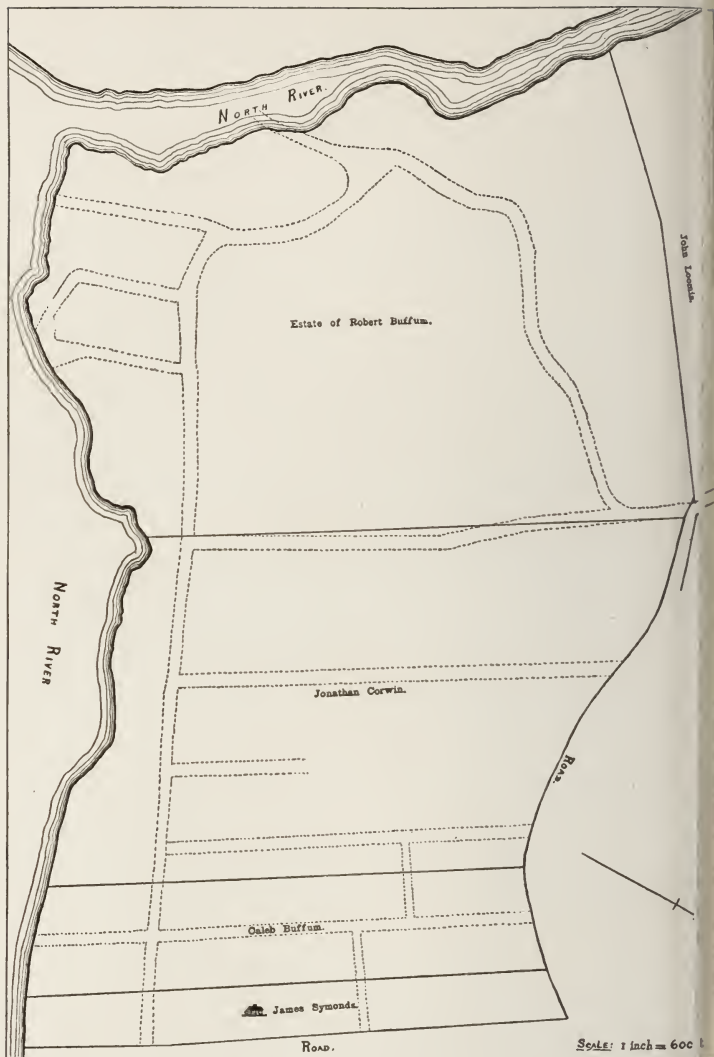 NORTH RIVER.
John Loomis.
Estate of Robert Buffum.
NORTH RIVER
Jonathan Corwin.
ROAD.
Caleb Buffum.
James Symonds.
ROAD.
SCALE: 1 inch = 600